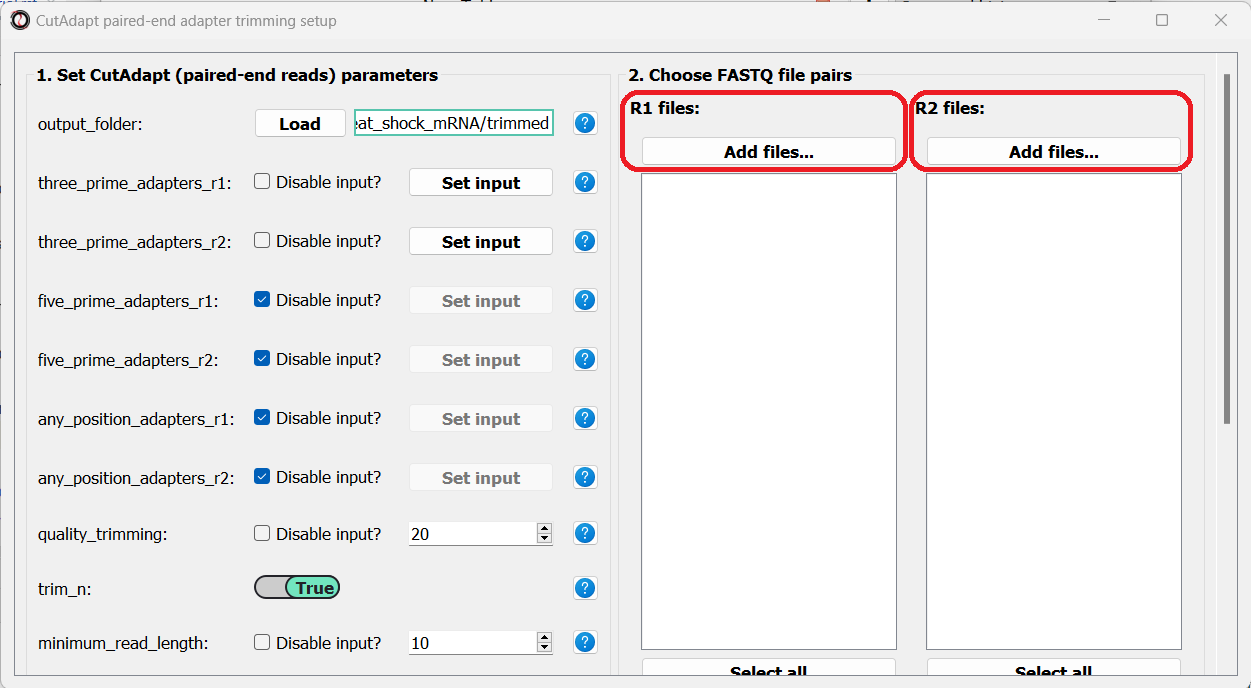 CutAdapt paired-end adapter trimming setup
1. Set CutAdapt (paired-end reads) parameters
output_folder: Load eat_shock_mRNA/trimmed ?
three_prime_adapters_r1: Disable input? Set input ?
three_prime_adapters_r2: Disable input? Set input ?
five_prime_adapters_r1: Disable input? Set input ?
five_prime_adapters_r2: Disable input? Set input ?
any_position_adapters_r1: Disable input? Set input ?
any_position_adapters_r2: Disable input? Set input ?
quality_trimming: Disable input? 20 ?
trim_n: True ?
minimum_read_length: Disable input? 10 ?
2. Choose FASTQ file pairs
R1 files: R2 files:
Add files... Add files...
Select all Select all